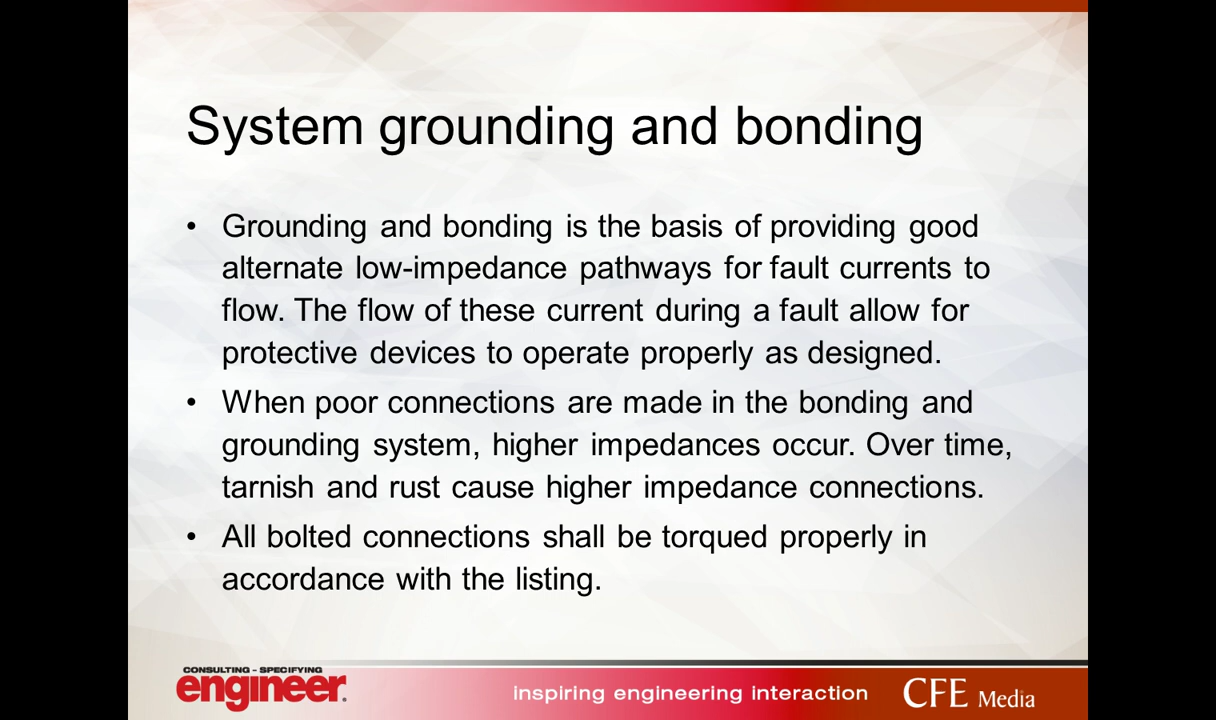 System grounding and bonding
• Grounding and bonding is the basis of providing good
alternate low-impedance pathways for fault currents to
flow. The flow of these current during a fault allow for
protective devices to operate properly as designed.
• When poor connections are made in the bonding and
grounding system, higher impedances occur. Over time,
tarnish and rust cause higher impedance connections.
• All bolted connections shall be torqued properly in
accordance with the listing.
CONSULTING - SPECIFYING
engineer.
inspiring engineering interaction
CFE Media